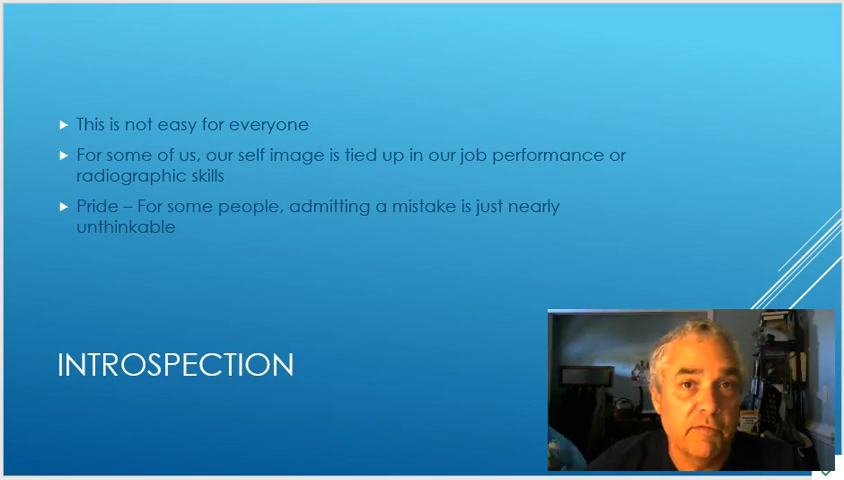 This is not easy for everyone
For some of us, our self image is tied up in our job performance or
radiographic skills
Pride – For some people, admitting a mistake is just nearly
unthinkable
INTROSPECTION